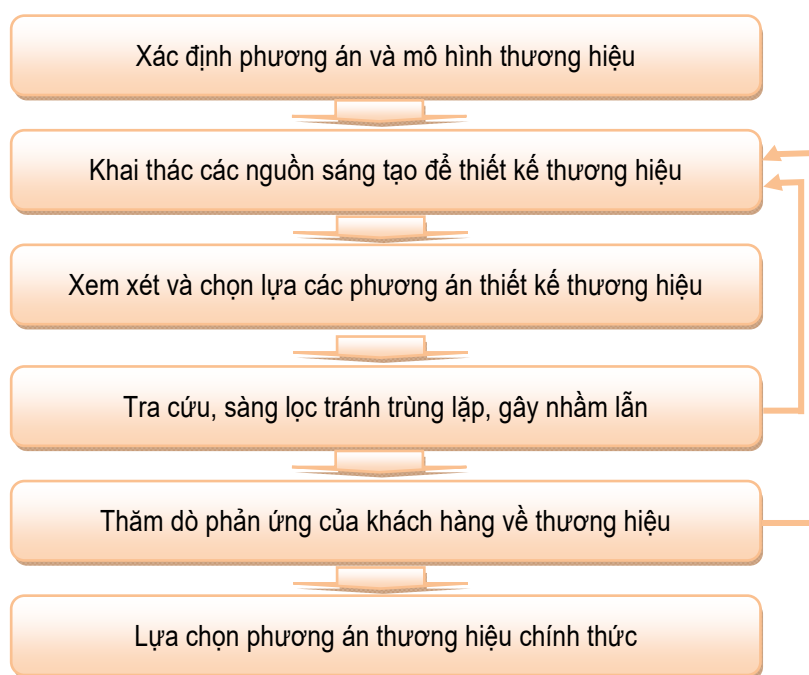 Xác định phương án và mô hình thương hiệu
Khai thác các nguồn sáng tạo để thiết kế thương hiệu
Xem xét và chọn lựa các phương án thiết kế thương hiệu
Tra cứu, sàng lọc tránh trùng lặp, gây nhầm lẫn
Thăm dò phản ứng của khách hàng về thương hiệu
Lựa chọn phương án thương hiệu chính thức